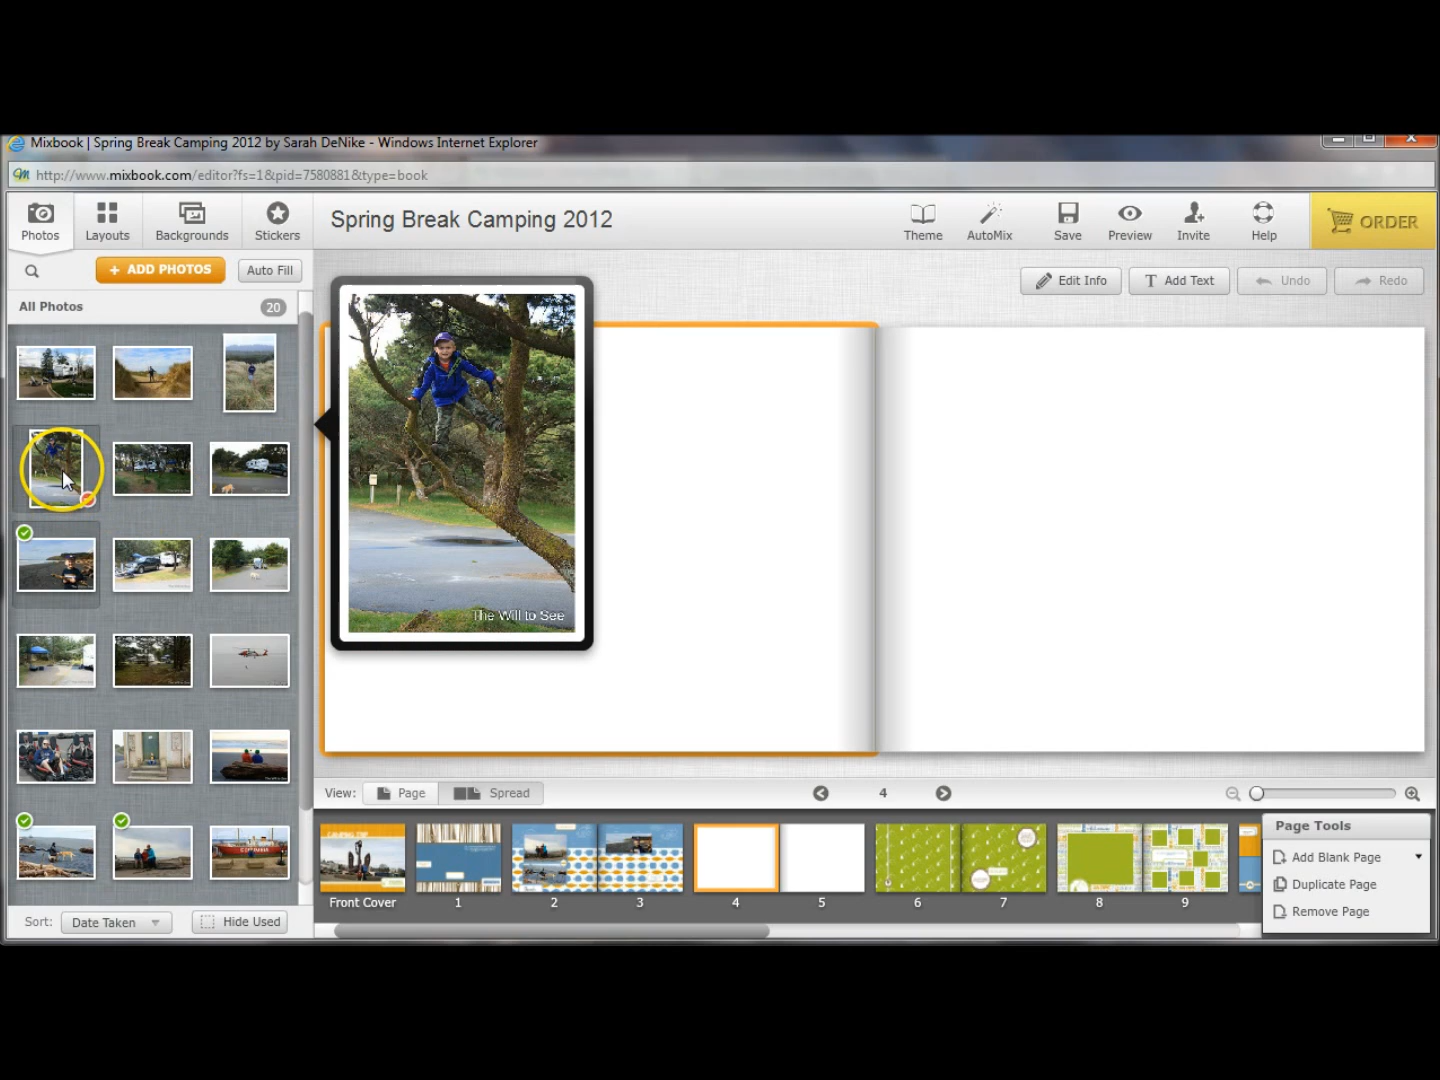 Mixbook | Spring Break Camping 2012 by Sarah DeNike - Windows Internet Explorer
http://www.mixbook.com/editor?fs=1&pid=7580881&type=book
Photos
Layouts
Backgrounds
Stickers
Spring Break Camping 2012
Theme
AutoMix
Save
Preview
Invite
Help
ORDER
+ ADD PHOTOS
Auto Fill
Edit Info
T Add Text
Undo
Redo
All Photos
20
The Will to See
View:
Page
Spread
4
Front Cover
1
2
3
4
5
6
7
8
9
Page Tools
Add Blank Page
Duplicate Page
Remove Page
Sort:
Date Taken
Hide Used